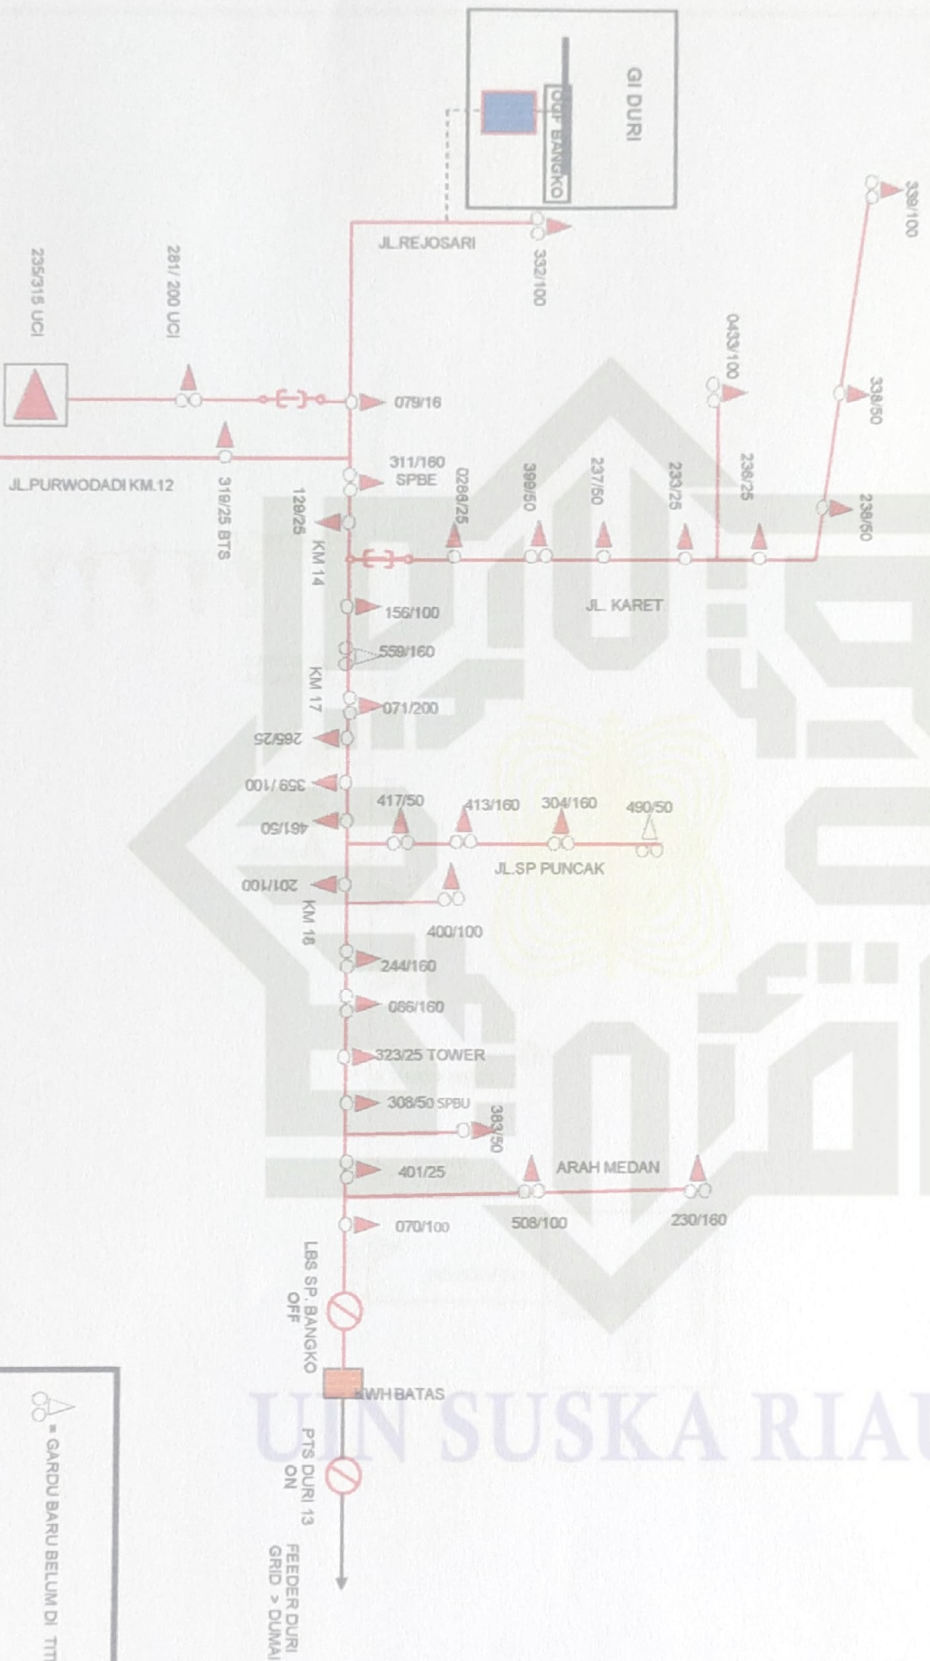 GI DURI
OGF BANGKO
339/100
JL.REJOSARI
332/100
235/315 UCI
281/ 200 UCI
0433/100
338/50
079/16
JL.PURWODADI KM.12
319/25 BTS
311/160
SPBE
129/25
KM 14
0286/25
399/50
237/50
233/25
236/25
238/50
JL. KARET
156/100
559/160
KM 17
071/200
265/25
359/100
461/50
417/50
413/160
304/160
490/50
JL.SP PUNCAK
201/100
KM 18
400/100
244/160
086/160
323/25 TOWER
308/50 SPBU
383/50
401/25
ARAH MEDAN
508/100
230/160
070/100
LBS SP. BANGKO
OFF
KWH BATAS
UIN SUSKA RIAU
PTS DURI 13
ON
FEEDER DURI
GRID > DUMAI
= GARDU BARU BELUM DI